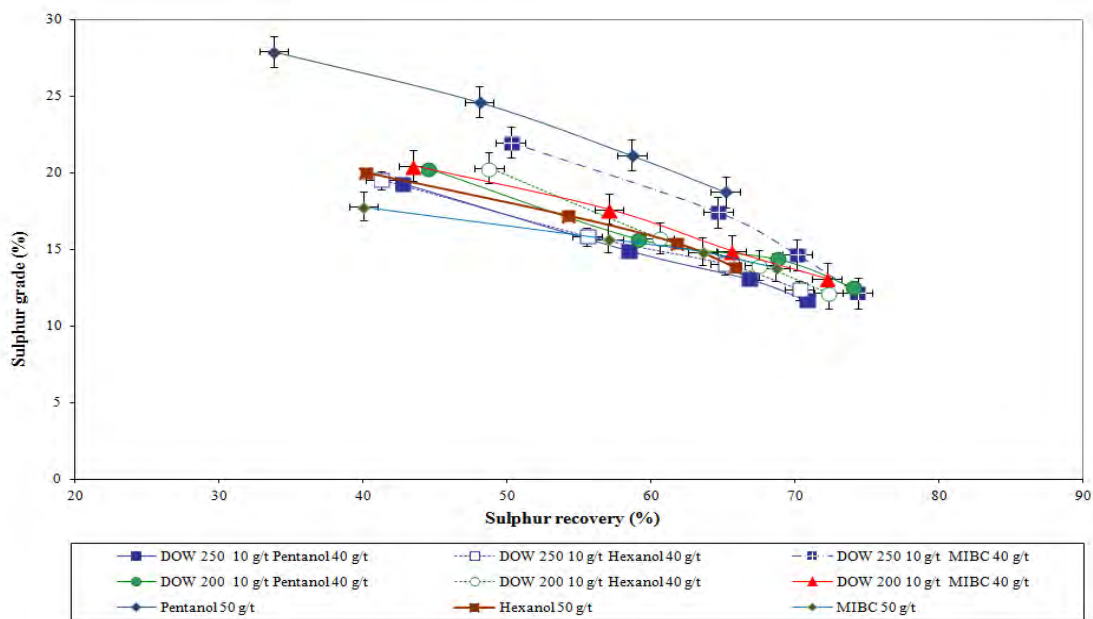 30
25
20
15
10
5
0
Sulphur grade (%)
20 30 40 50 60 70 80 90
Sulphur recovery (%)
DOW 250 10 g/t Pentanol 40 g/t DOW 250 10 g/t Hexanol 40 g/t DOW 250 10 g/t MIBC 40 g/t
DOW 200 10 g/t Pentanol 40 g/t DOW 200 10 g/t Hexanol 40 g/t DOW 200 10 g/t MIBC 40 g/t
Pentanol 50 g/t Hexanol 50 g/t MIBC 50 g/t